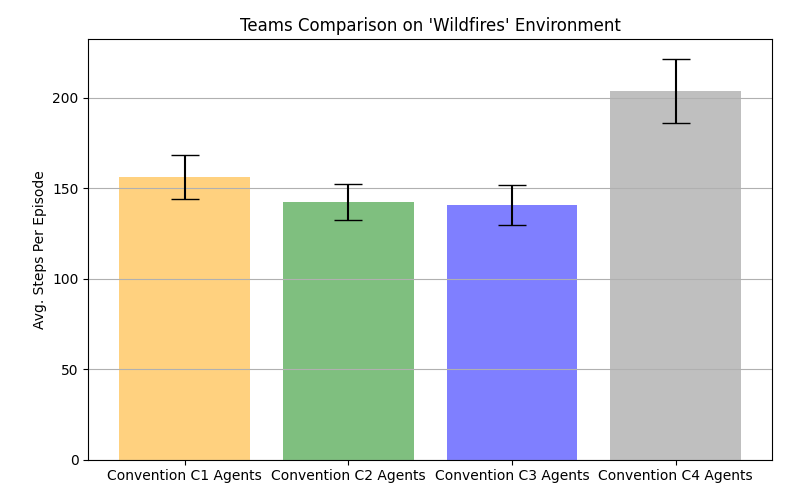 Teams Comparison on 'Wildfires' Environment
Avg. Steps Per Episode
200
150
100
50
0
Convention C1 Agents
Convention C2 Agents
Convention C3 Agents
Convention C4 Agents